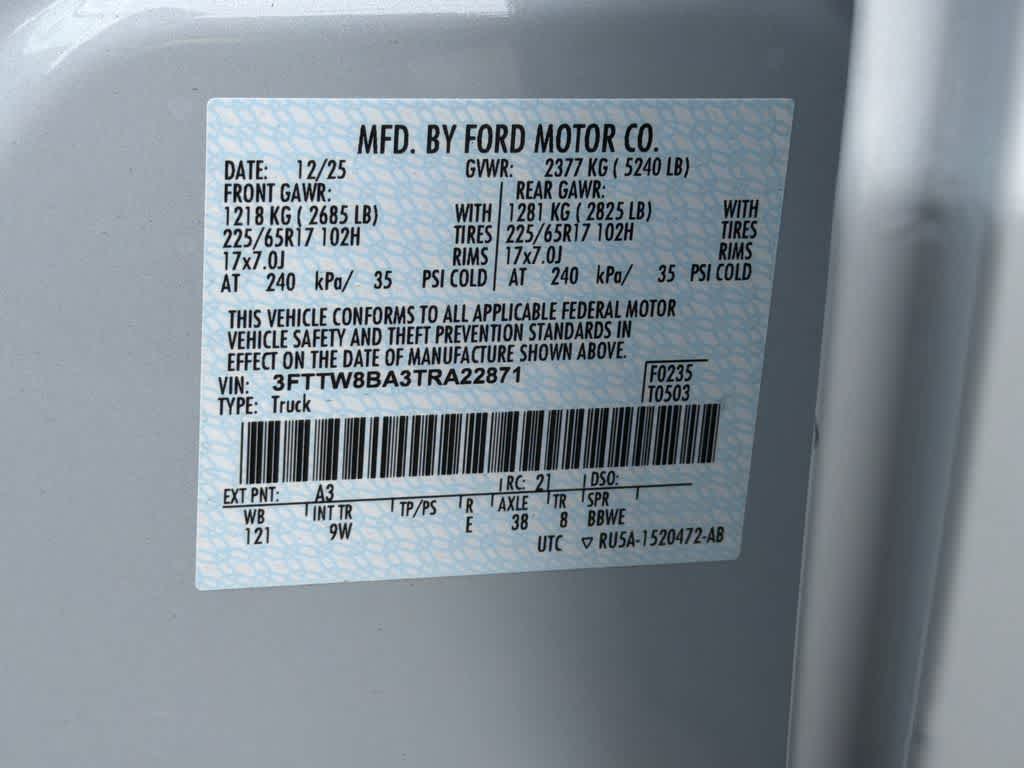 MFD. BY FORD MOTOR CO.
DATE: 12/25 GVWR: 2377 KG ( 5240 LB)
FRONT GAWR: REAR GAWR:
1218 KG ( 2685 LB) WITH 1281 KG ( 2825 LB) WITH
225/65R17 102H TIRES 225/65R17 102H TIRES
17x7.0J RIMS 17x7.0J RIMS
AT 240 kPa/ 35 PSI COLD AT 240 kPa/ 35 PSI COLD
THIS VEHICLE CONFORMS TO ALL APPLICABLE FEDERAL MOTOR
VEHICLE SAFETY AND THEFT PREVENTION STANDARDS IN
EFFECT ON THE DATE OF MANUFACTURE SHOWN ABOVE.
VIN: 3FTTW8BA3TRA22871 F0235
TYPE: Truck T0503
EXT PNT: A3 RC: 21 DSO:
WB INT TR TP/PS R AXLE TR SPR
121 9W E 38 8 BBWE
UTC ▽ RU5A-1520472-AB